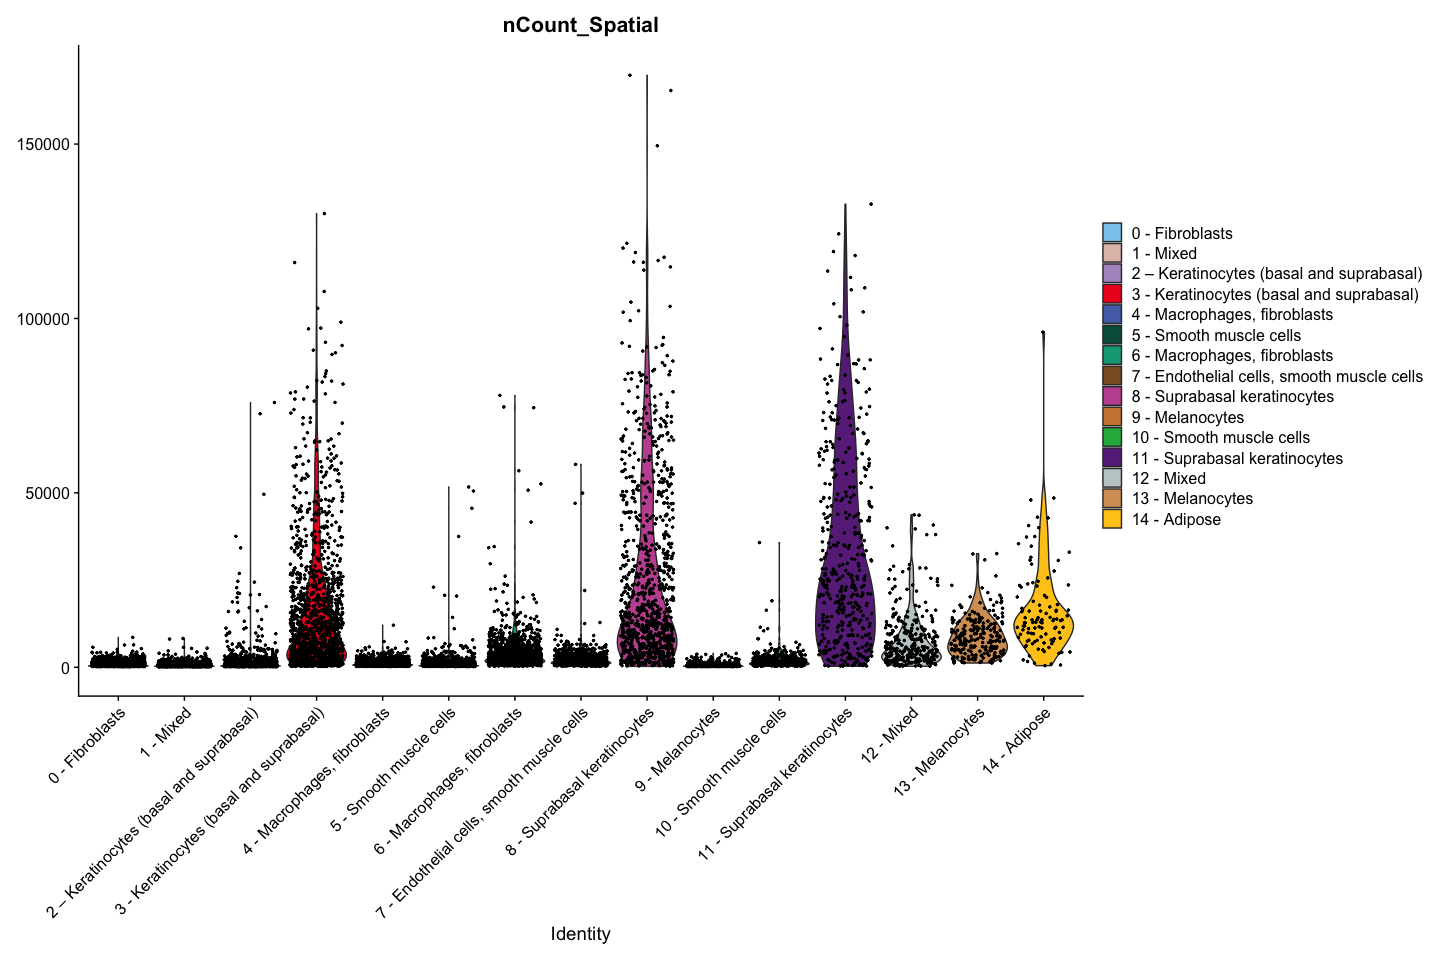 nCount_Spatial
150000
100000
50000
0
0 - Fibroblasts
1 - Mixed
2 – Keratinocytes (basal and suprabasal)
3 - Keratinocytes (basal and suprabasal)
4 - Macrophages, fibroblasts
5 - Smooth muscle cells
6 - Macrophages, fibroblasts
7 - Endothelial cells, smooth muscle cells
8 - Suprabasal keratinocytes
9 - Melanocytes
10 - Smooth muscle cells
11 - Suprabasal keratinocytes
12 - Mixed
13 - Melanocytes
14 - Adipose
Identity
0 - Fibroblasts
1 - Mixed
2 – Keratinocytes (basal and suprabasal)
3 - Keratinocytes (basal and suprabasal)
4 - Macrophages, fibroblasts
5 - Smooth muscle cells
6 - Macrophages, fibroblasts
7 - Endothelial cells, smooth muscle cells
8 - Suprabasal keratinocytes
9 - Melanocytes
10 - Smooth muscle cells
11 - Suprabasal keratinocytes
12 - Mixed
13 - Melanocytes
14 - Adipose